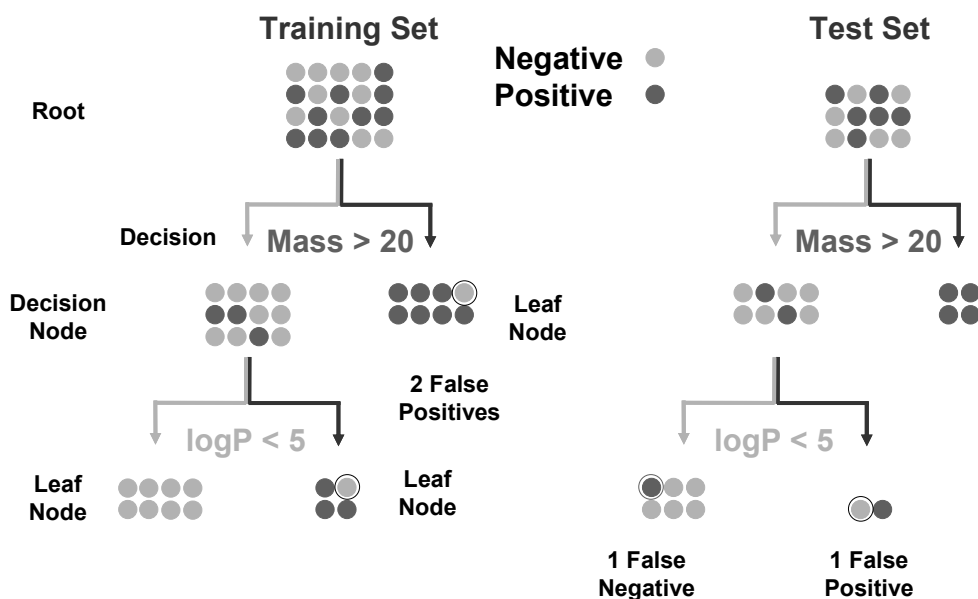 Training Set
Test Set
Negative
Positive
Root
Decision
Mass > 20
Mass > 20
Decision
Node
Leaf
Node
2 False
Positives
logP < 5
logP < 5
Leaf
Node
Leaf
Node
1 False
Negative
1 False
Positive